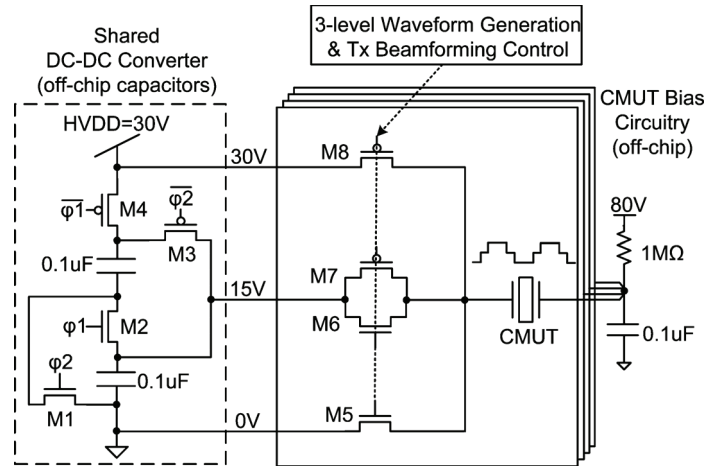 3-level Waveform Generation
& Tx Beamforming Control
Shared
DC-DC Converter
(off-chip capacitors)
HVDD=30V
CMUT Bias
Circuitry
(off-chip)
30V
M8
φ1
M4
φ2
M3
80V
1MΩ
0.1uF
15V
M7
M6
φ1
M2
CMUT
0.1uF
φ2
0.1uF
M1
0V
M5